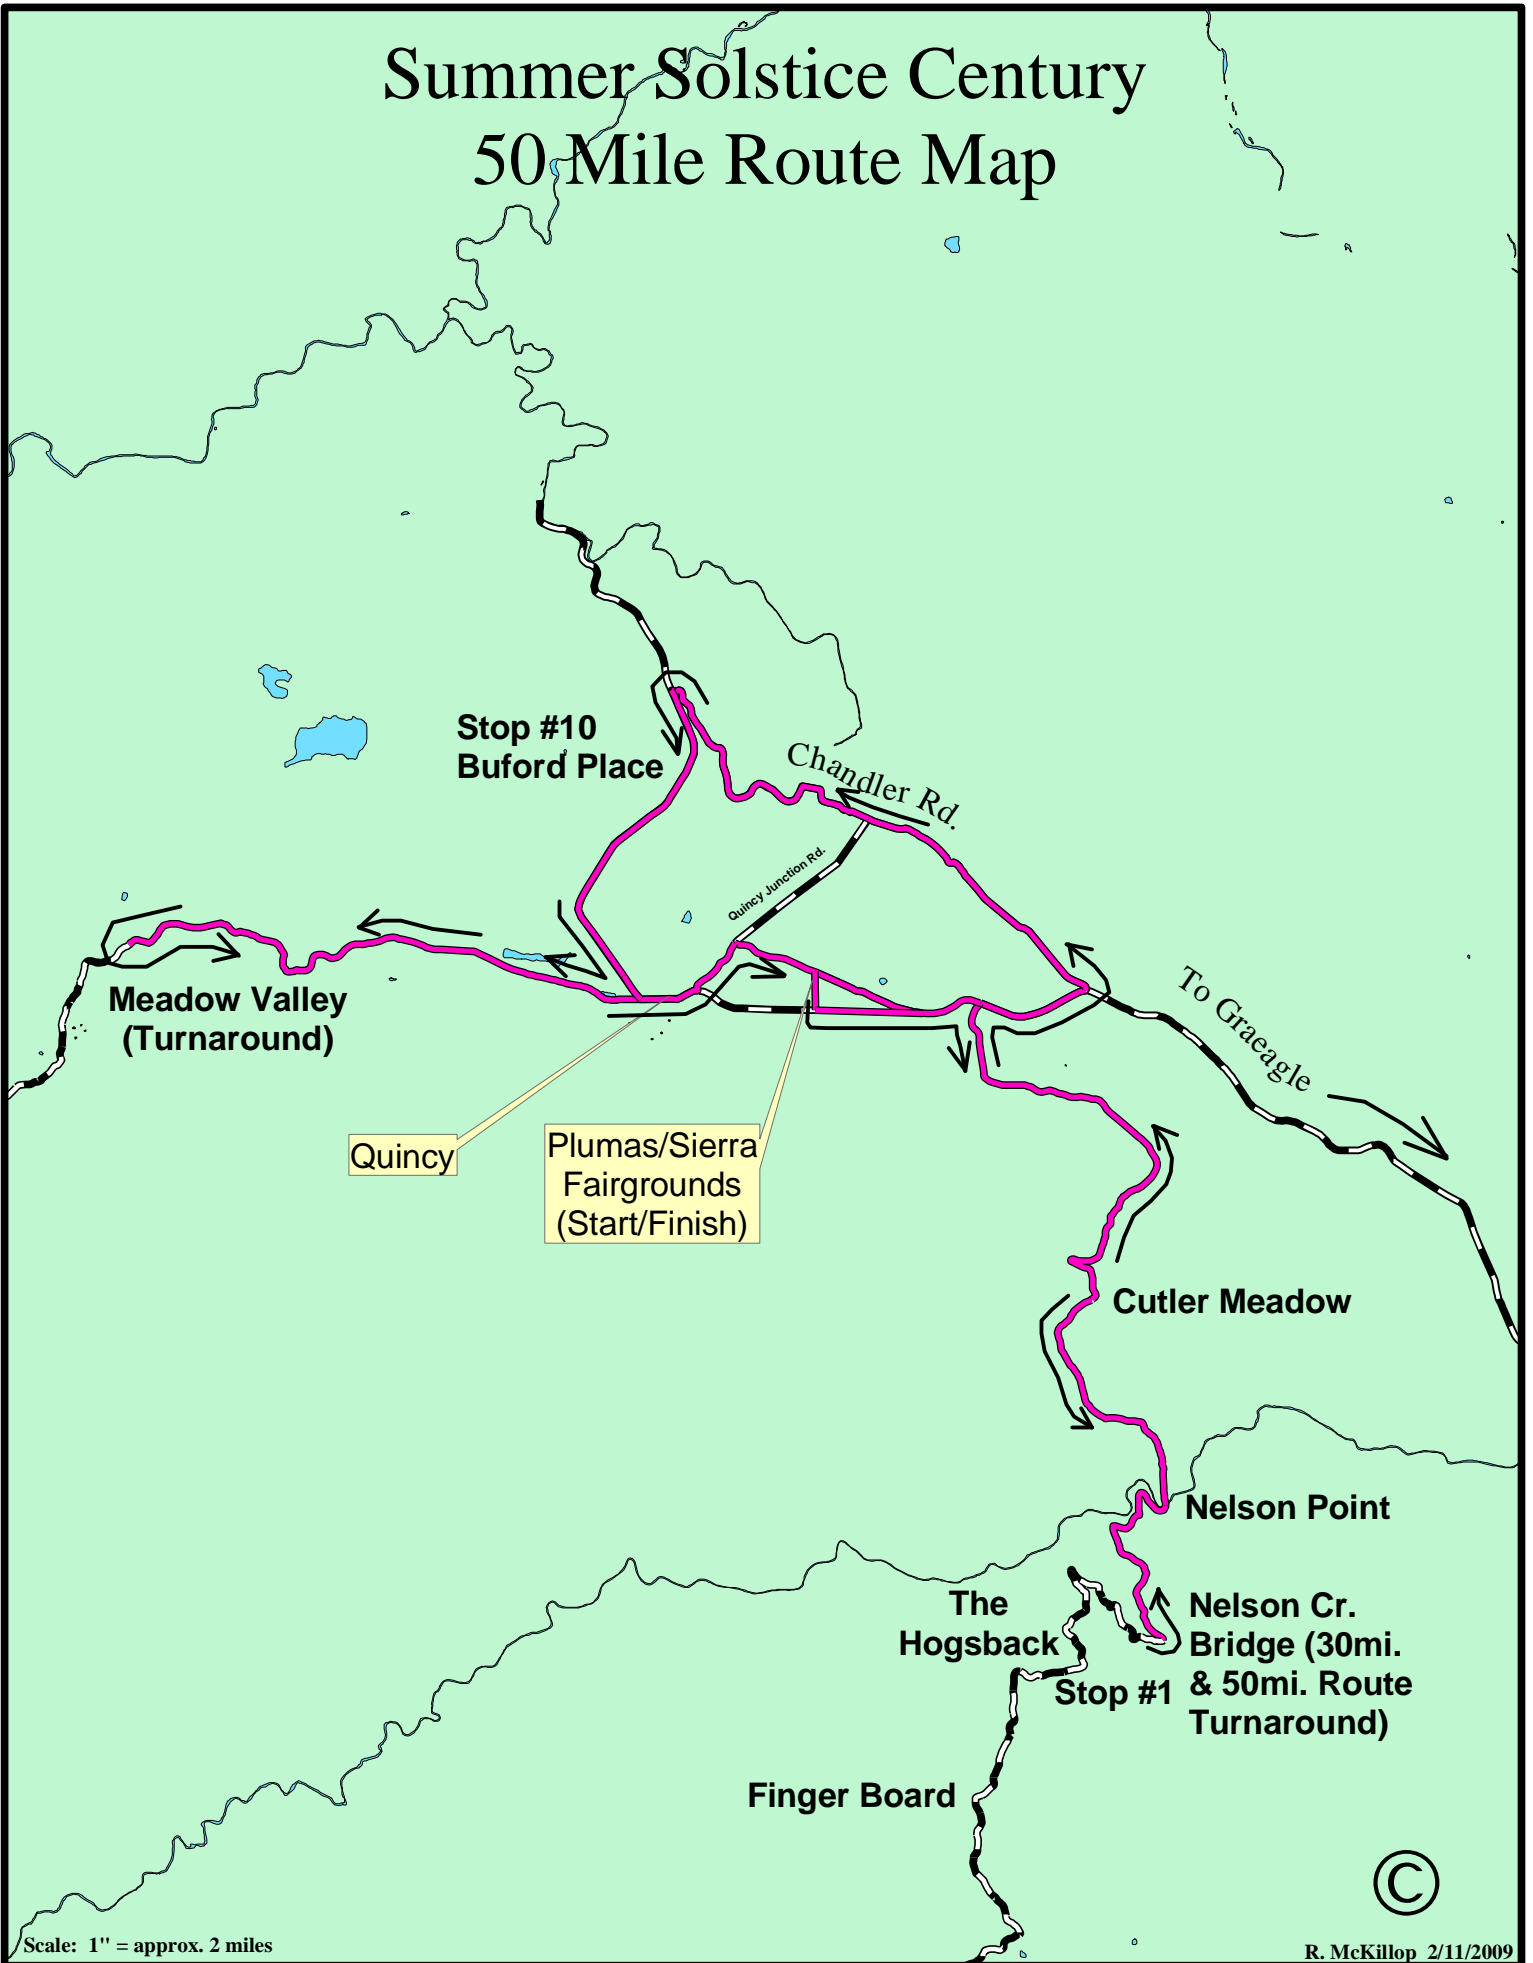 Summer Solstice Century
50 Mile Route Map
Stop #10
Buford Place
Chandler Rd.
Quincy Junction Rd.
Meadow Valley
(Turnaround)
To Graeagle
Quincy
Plumas/Sierra
Fairgrounds
(Start/Finish)
Cutler Meadow
Nelson Point
The
Hogsback
Nelson Cr.
Bridge (30mi.
& 50mi. Route
Turnaround)
Stop #1
Finger Board
©
Scale: 1" = approx. 2 miles
R. McKillop 2/11/2009